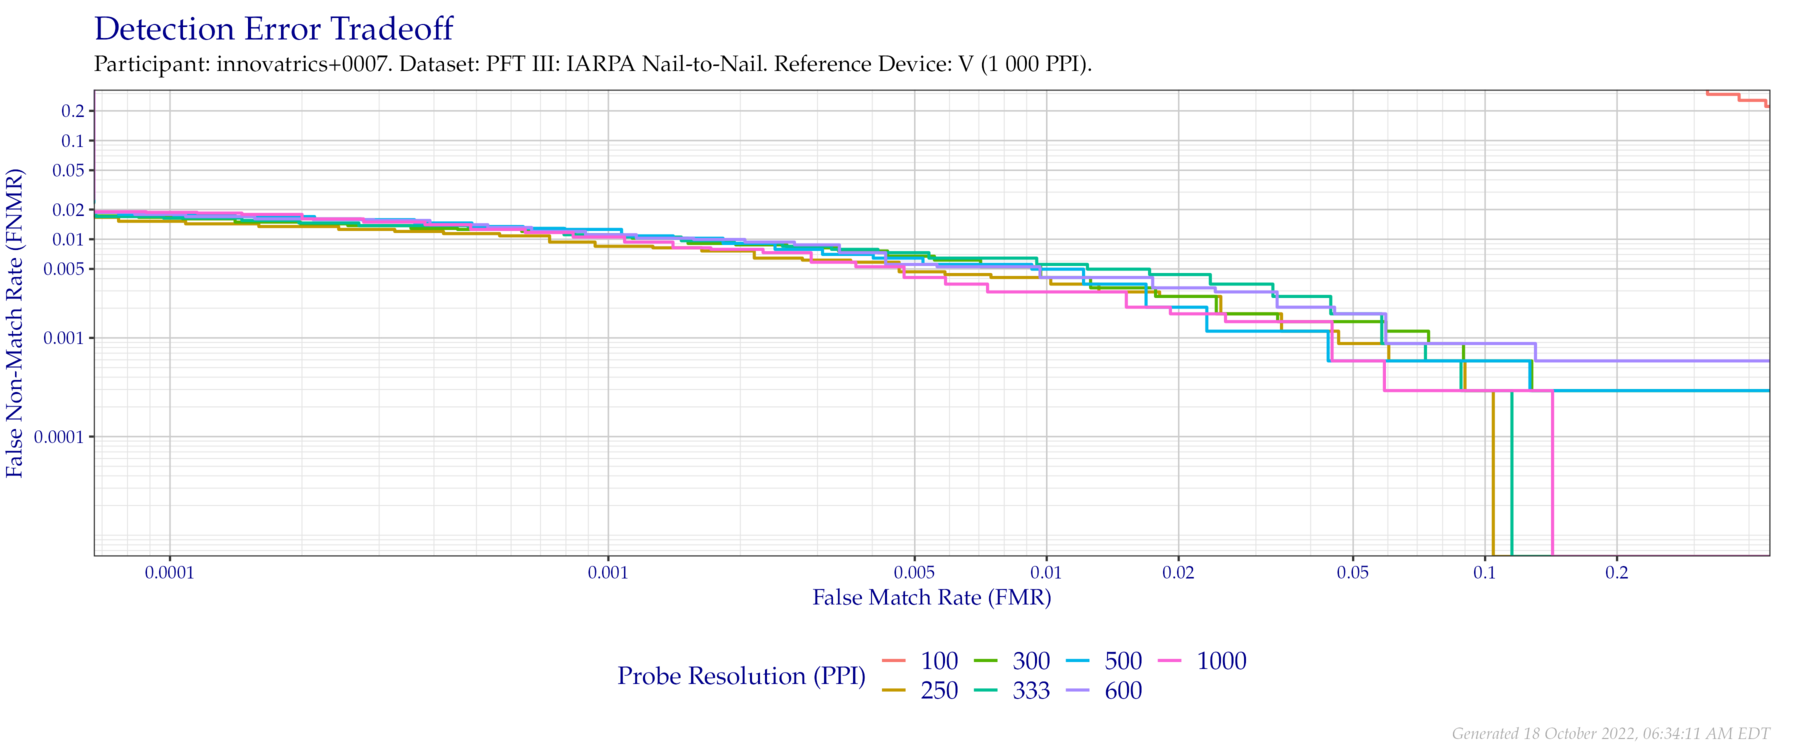 Detection Error Tradeoff
Participant: innovatrics+0007. Dataset: PFT III: IARPA Nail-to-Nail. Reference Device: V (1 000 PPI).
False Non-Match Rate (FNMR)
0.2
0.1
0.05
0.02
0.01
0.005
0.001
0.0001
0.0001 0.001 0.005 0.01 0.02 0.05 0.1 0.2
False Match Rate (FMR)
Probe Resolution (PPI)
100 300 500 1000
250 333 600
Generated 18 October 2022, 06:34:11 AM EDT